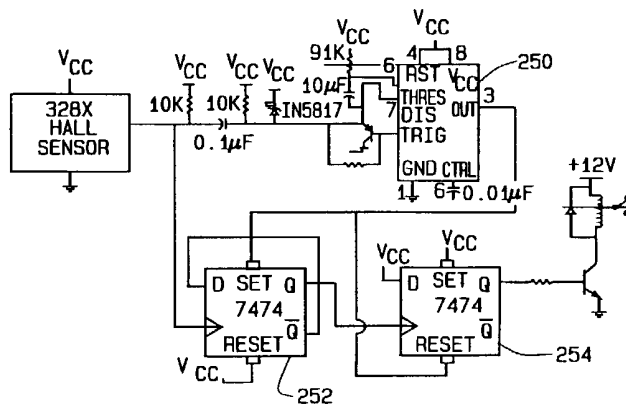 VCC
328X
HALL
SENSOR
VCC
10K
VCC
10K
0.1µF
VCC
IN5817
VCC
91K
10µF
VCC
4 8
6
RST VCC
250
THRES
7
DIS
OUT
3
TRIG
GND CTRL
1
6
0.01µF
+12V
D SET Q
7474
Q
RESET
VCC
252
VCC
VCC
D SET Q
7474
Q
RESET
254